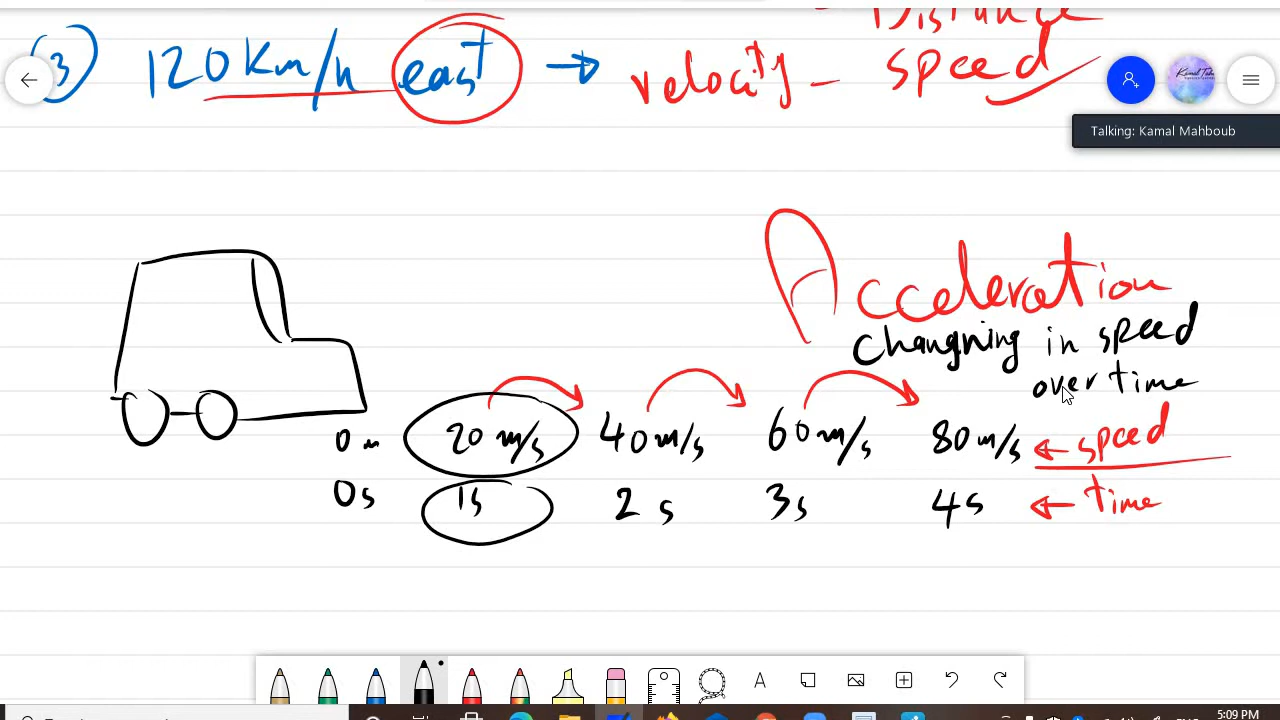 Distance
3 120 Km/h east → velocity - speed
Talking: Kamal Mahboub
Acceleration
Changning in speed
over time
0 m 20 m/s 40 m/s 60 m/s 80 m/s ← speed
0s 1s 2 s 3s 4s ← time
A
5:09 PM